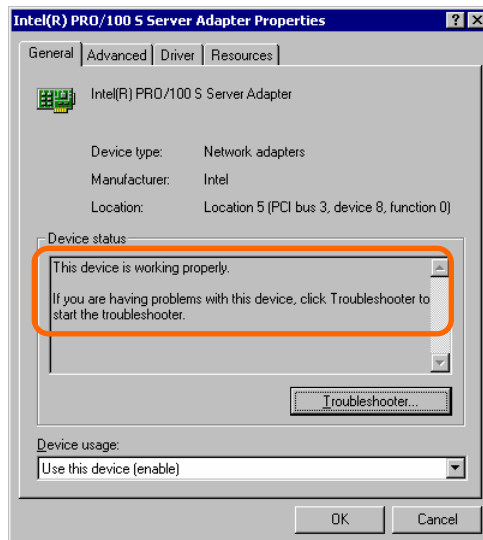 Intel(R) PRO/100 S Server Adapter Properties
General Advanced Driver Resources
Intel(R) PRO/100 S Server Adapter
Device type: Network adapters
Manufacturer: Intel
Location: Location 5 (PCI bus 3, device 8, function 0)
Device status
This device is working properly.
If you are having problems with this device, click Troubleshooter to
start the troubleshooter.
Troubleshooter...
Device usage:
Use this device (enable)
OK Cancel